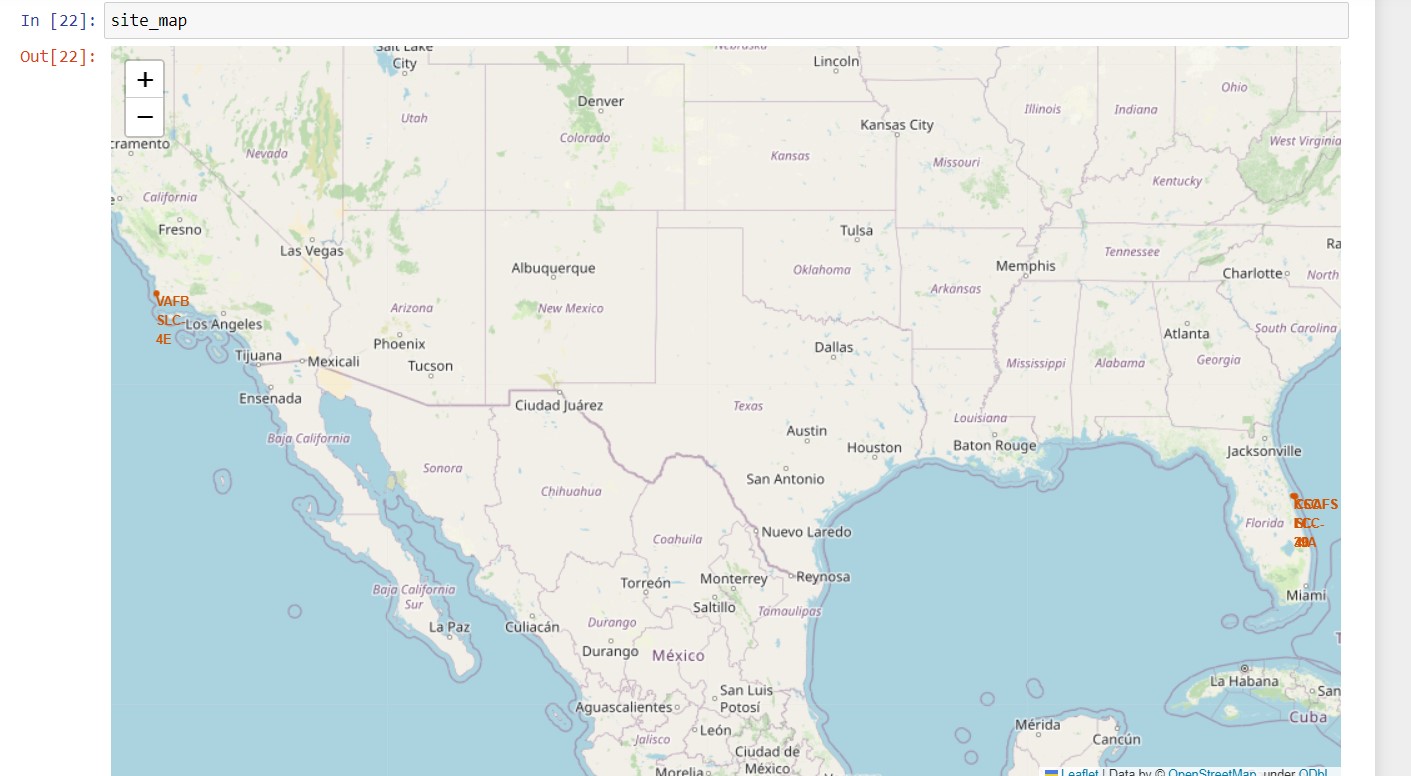 In [22]:
site_map
Out[22]:
+
−
Salt Lake
City
Nebraska
Lincoln
Ohio
Denver
Illinois
Indiana
Utah
Colorado
Kansas City
cramento
West Virginia
Nevada
Kansas
Missouri
Kentucky
California
Fresno
Las Vegas
Tulsa
Ra
Tennessee
Albuquerque
Oklahoma
Memphis
Charlotte
North
Arkansas
VAFB
SLC-
4E
Los Angeles
Arizona
New Mexico
South Carolina
Atlanta
Phoenix
Dallas
Tijuana
Mexicali
Tucson
Mississippi
Alabama
Georgia
Ensenada
Ciudad Juárez
Texas
Louisiana
Baja California
Austin
Houston
Baton Rouge
Jacksonville
Sonora
San Antonio
Chihuahua
Florida
Nuevo Laredo
Coahuila
Torreón
Monterrey
Reynosa
Baja California
Sur
Saltillo
Tamaulipas
Miami
La Paz
Culiacán
Durango
Durango
México
La Habana
San Luis
Potosí
San
Aguascalientes
Cuba
León
Mérida
Cancún
Jalisco
Ciudad de
México
Morelia
Leaflet | Data by © OpenStreetMap, under ODbL